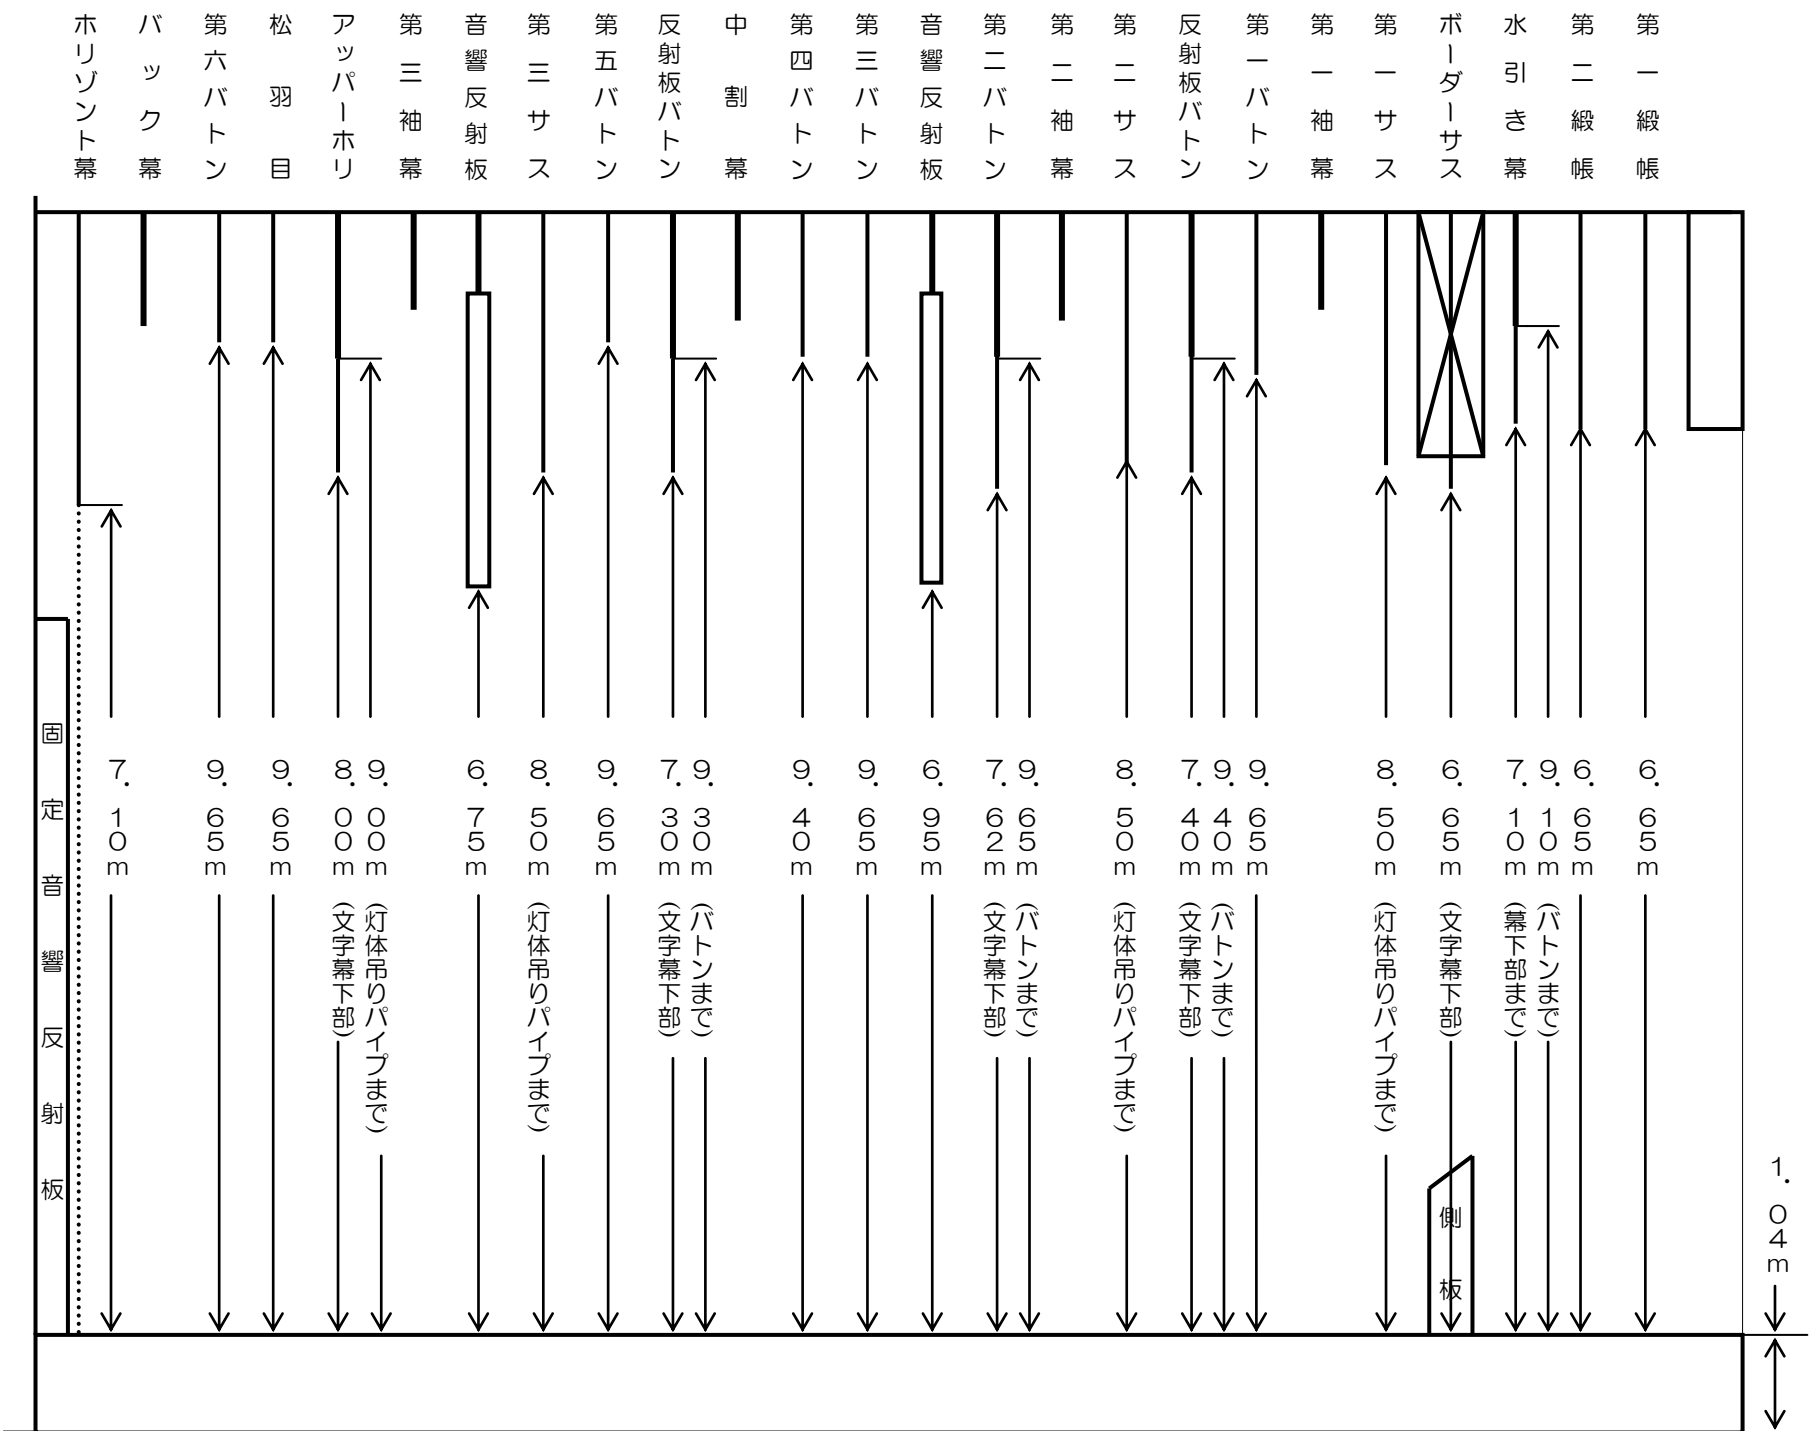 第一緞帳
第二緞帳
水引き幕
ボーダーサス
第一サス
第一袖幕
第一バトン
反射板バトン
第二サス
第二袖幕
第二バトン
音響反射板
第三バトン
第四バトン
中割幕
反射板バトン
第五バトン
第三サス
音響反射板
第三袖幕
アッパーホリ
松羽目
第六バトン
バック幕
ホリゾント幕
1.04m
6.65m
6.65m
9.10m（バトンまで）
7.10m（幕下部まで）
6.65m（文字幕下部）
側板
8.50m（灯体吊りパイプまで）
9.65m
9.40m（バトンまで）
7.40m（文字幕下部）
8.50m（灯体吊りパイプまで）
9.65m（バトンまで）
7.62m（文字幕下部）
6.95m
9.65m
9.40m
9.30m（バトンまで）
7.30m（文字幕下部）
9.65m
8.50m（灯体吊りパイプまで）
6.75m
9.00m（灯体吊りパイプまで）
8.00m（文字幕下部）
9.65m
9.65m
7.10m
固定音響反射板